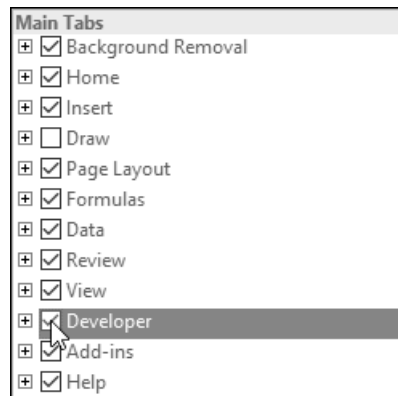 Main Tabs
Background Removal
Home
Insert
Draw
Page Layout
Formulas
Data
Review
View
Developer
Add-ins
Help